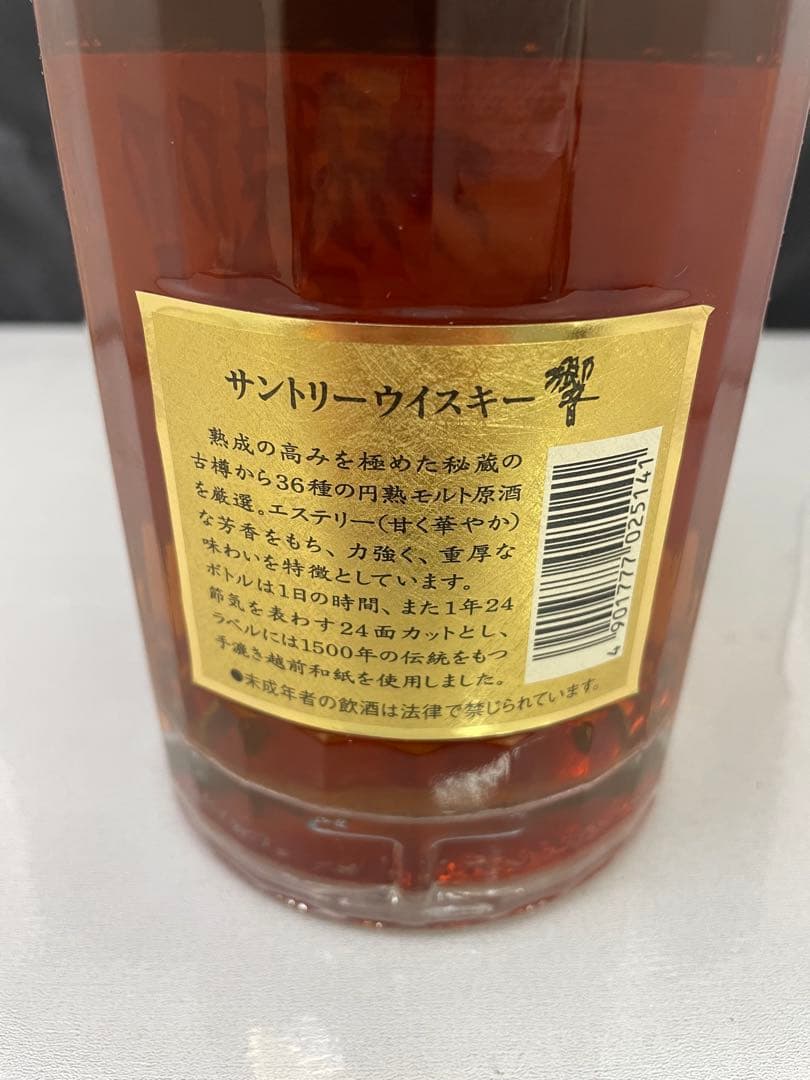 サントリーウイスキー響
熟成の高みを極めた秘蔵の
古樽から36種の円熟モルト原酒
を厳選。エステリー(甘く華やか)
な芳香をもち、力強く、重厚な
味わいを特徴としています。
ボトルは1日の時間、また1年24
節気を表わす24面カットとし、
ラベルには1500年の伝統をもつ
手漉き越前和紙を使用しました。
●未成年者の飲酒は法律で禁じられています。
4 901777 025141